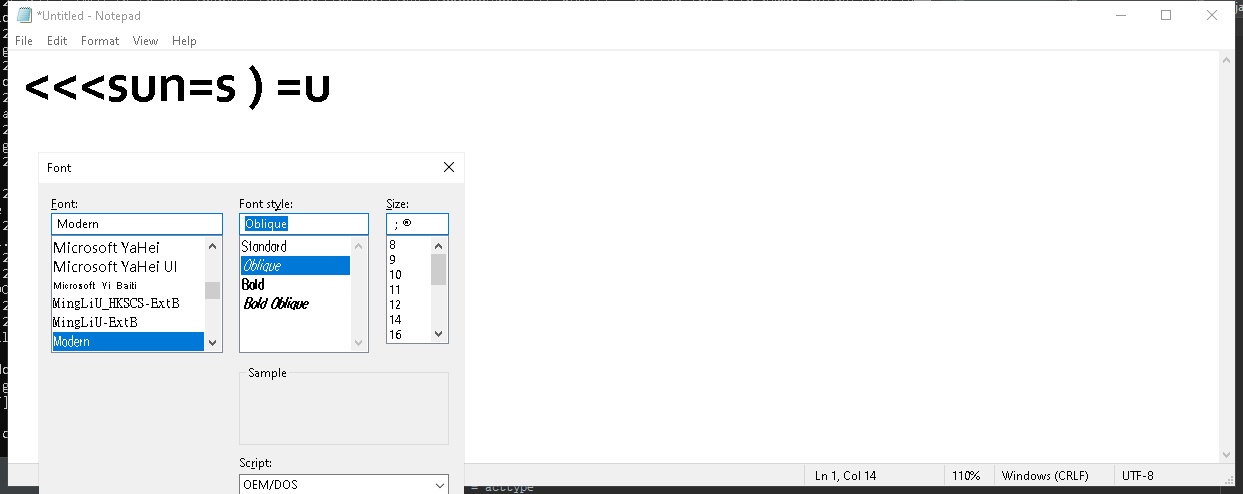 *Untitled - Notepad
File Edit Format View Help
<<<sun=s)=u
Font
Font: Font style: Size:
Modern Oblique ; ®
Microsoft YaHei
Microsoft YaHei UI
Microsoft Yi Baiti
MingLiU_HKSCS-ExtB
MingLiU-ExtB
Modern
Standard
Oblique
Bold
Bold Oblique
8
9
10
11
12
14
16
Sample
Script:
OEM/DOS
Ln 1, Col 14 110% Windows (CRLF) UTF-8
= acctype